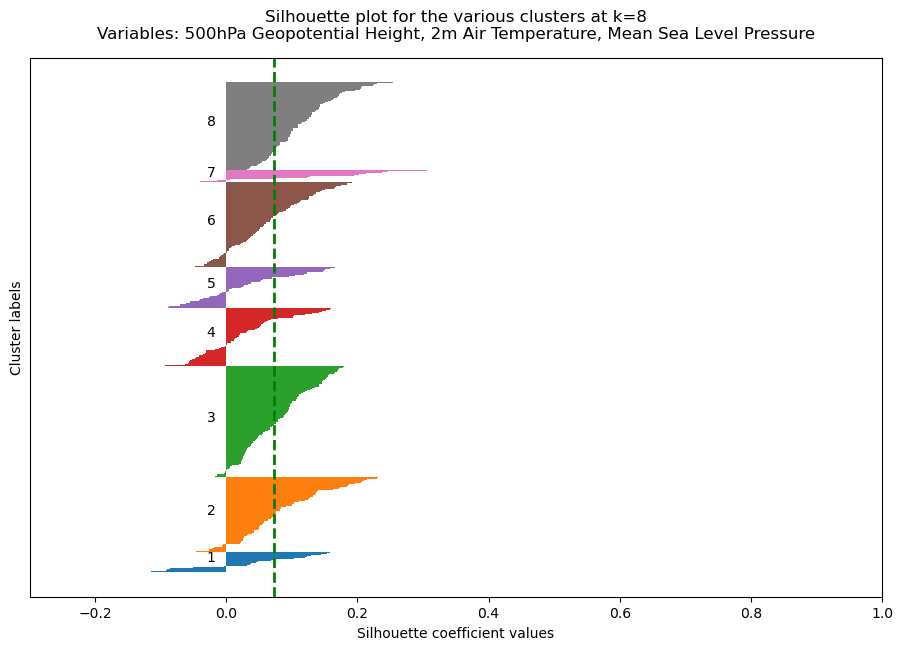 Silhouette plot for the various clusters at k=8
Variables: 500hPa Geopotential Height, 2m Air Temperature, Mean Sea Level Pressure
Cluster labels
8
7
6
5
4
3
2
1
−0.2 0.0 0.2 0.4 0.6 0.8 1.0
Silhouette coefficient values